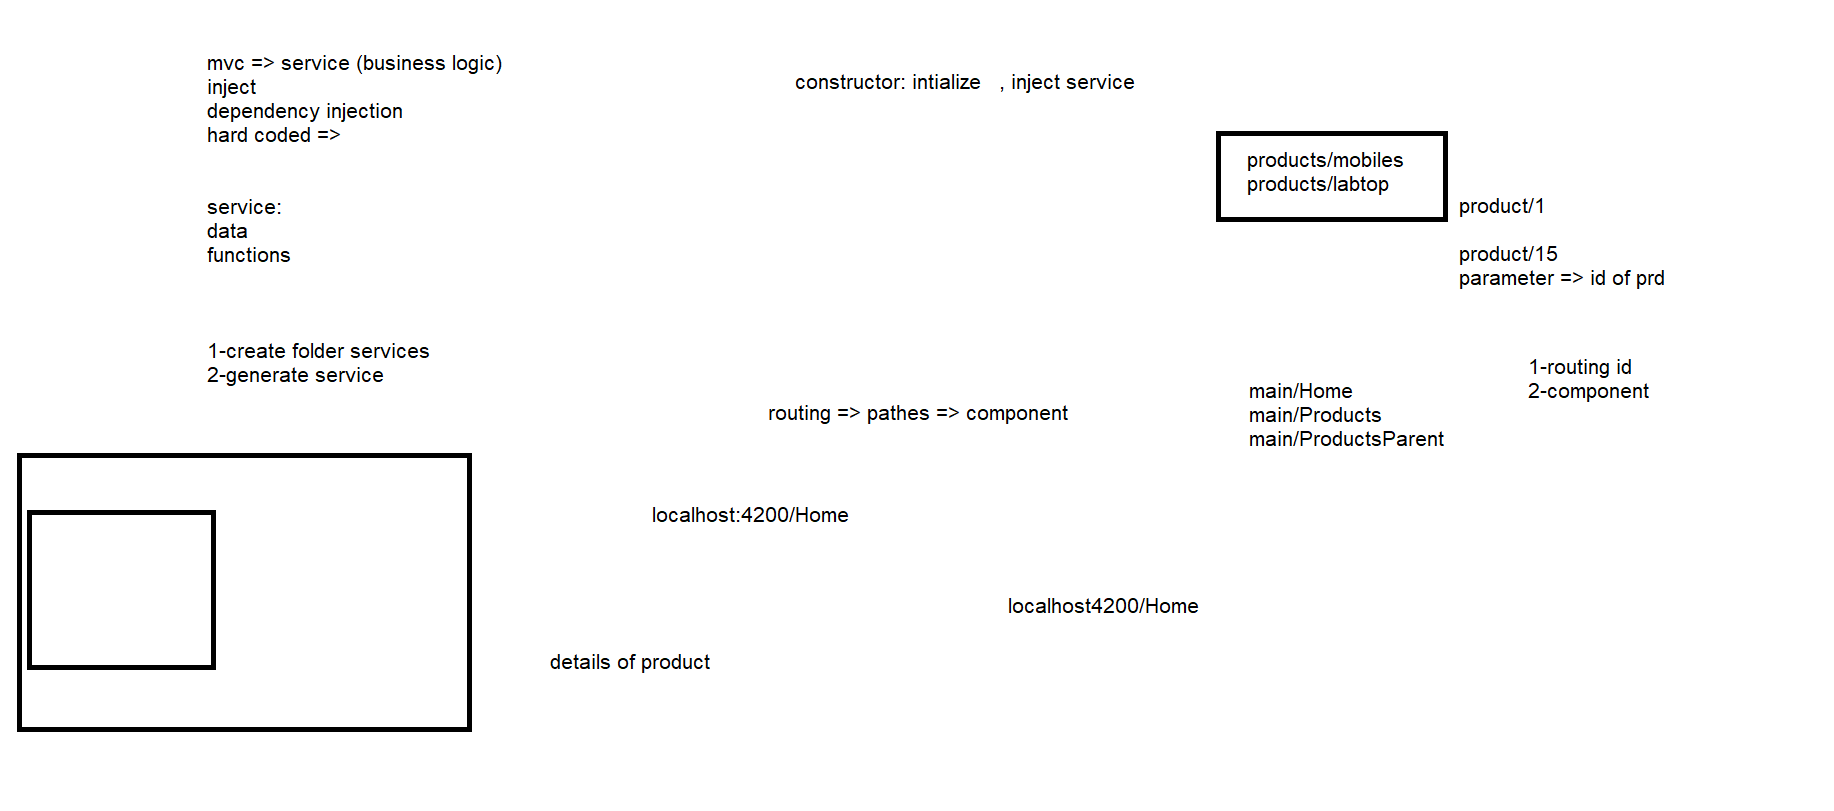 mvc => service (business logic)
inject
dependency injection
hard coded =>
service:
data
functions
1-create folder services
2-generate service
constructor: intialize   , inject service
products/mobiles
products/labtop
product/1
product/15
parameter => id of prd
1-routing id
2-component
main/Home
main/Products
main/ProductsParent
routing => pathes => component
localhost:4200/Home
localhost4200/Home
details of product